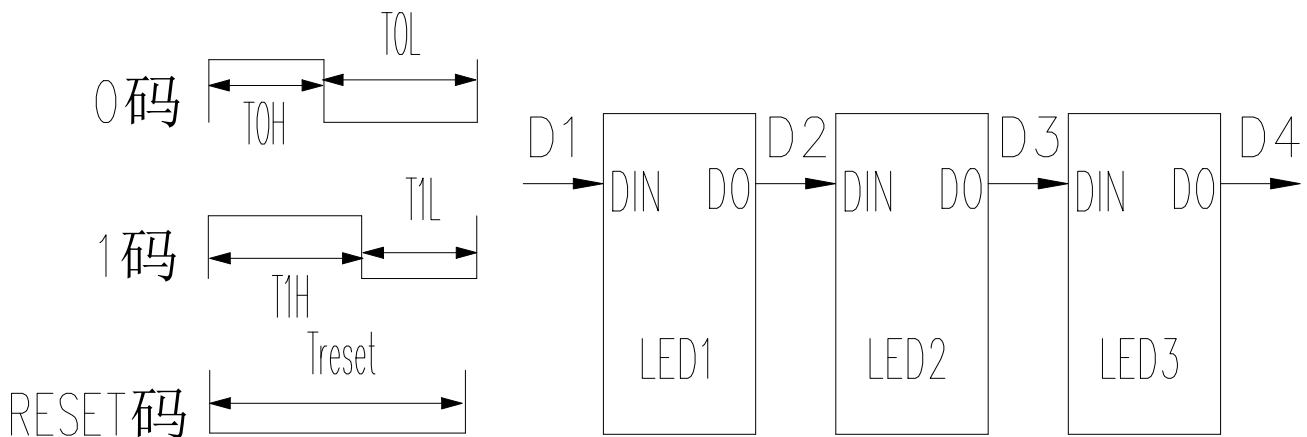 T0L
0码
T0H
T1L
1码
T1H
Treset
RESET码
D1 D2 D3 D4
DIN DO DIN DO DIN DO
LED1 LED2 LED3